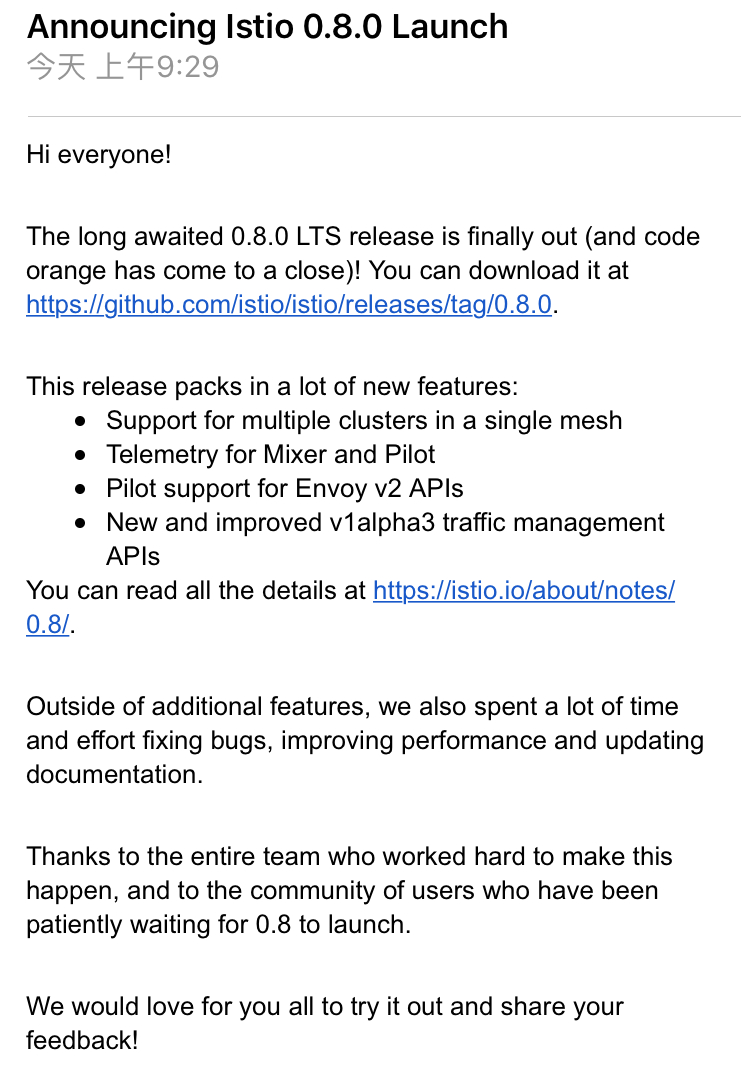 Announcing Istio 0.8.0 Launch
今天 上午9:29
Hi everyone!
The long awaited 0.8.0 LTS release is finally out (and code
orange has come to a close)! You can download it at
https://github.com/istio/istio/releases/tag/0.8.0.
This release packs in a lot of new features:
• Support for multiple clusters in a single mesh
• Telemetry for Mixer and Pilot
• Pilot support for Envoy v2 APIs
• New and improved v1alpha3 traffic management
APIs
You can read all the details at https://istio.io/about/notes/
0.8/.
Outside of additional features, we also spent a lot of time
and effort fixing bugs, improving performance and updating
documentation.
Thanks to the entire team who worked hard to make this
happen, and to the community of users who have been
patiently waiting for 0.8 to launch.
We would love for you all to try it out and share your
feedback!